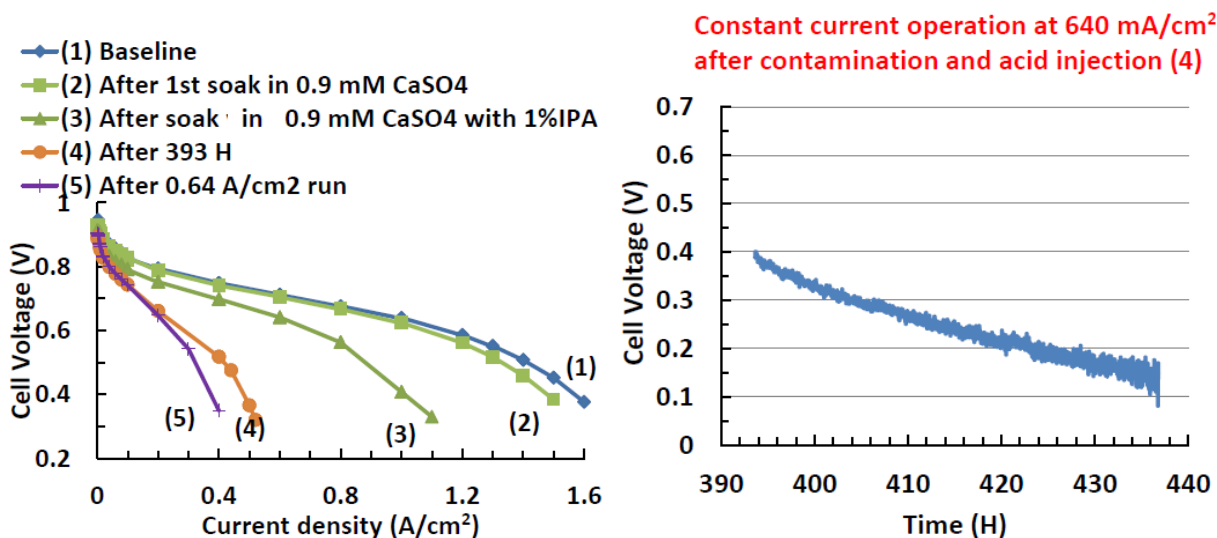 (1) Baseline
(2) After 1st soak in 0.9 mM CaSO4
(3) After soak in 0.9 mM CaSO4 with 1%IPA
(4) After 393 H
(5) After 0.64 A/cm2 run
1
0.8
0.6
0.4
0.2
Cell Voltage (V)
(1)
(2)
(3)
(4)
(5)
0 0.4 0.8 1.2 1.6
Current density (A/cm²)
Constant current operation at 640 mA/cm²
after contamination and acid injection (4)
0.7
0.6
0.5
0.4
0.3
0.2
0.1
0
Cell Voltage (V)
390 400 410 420 430 440
Time (H)